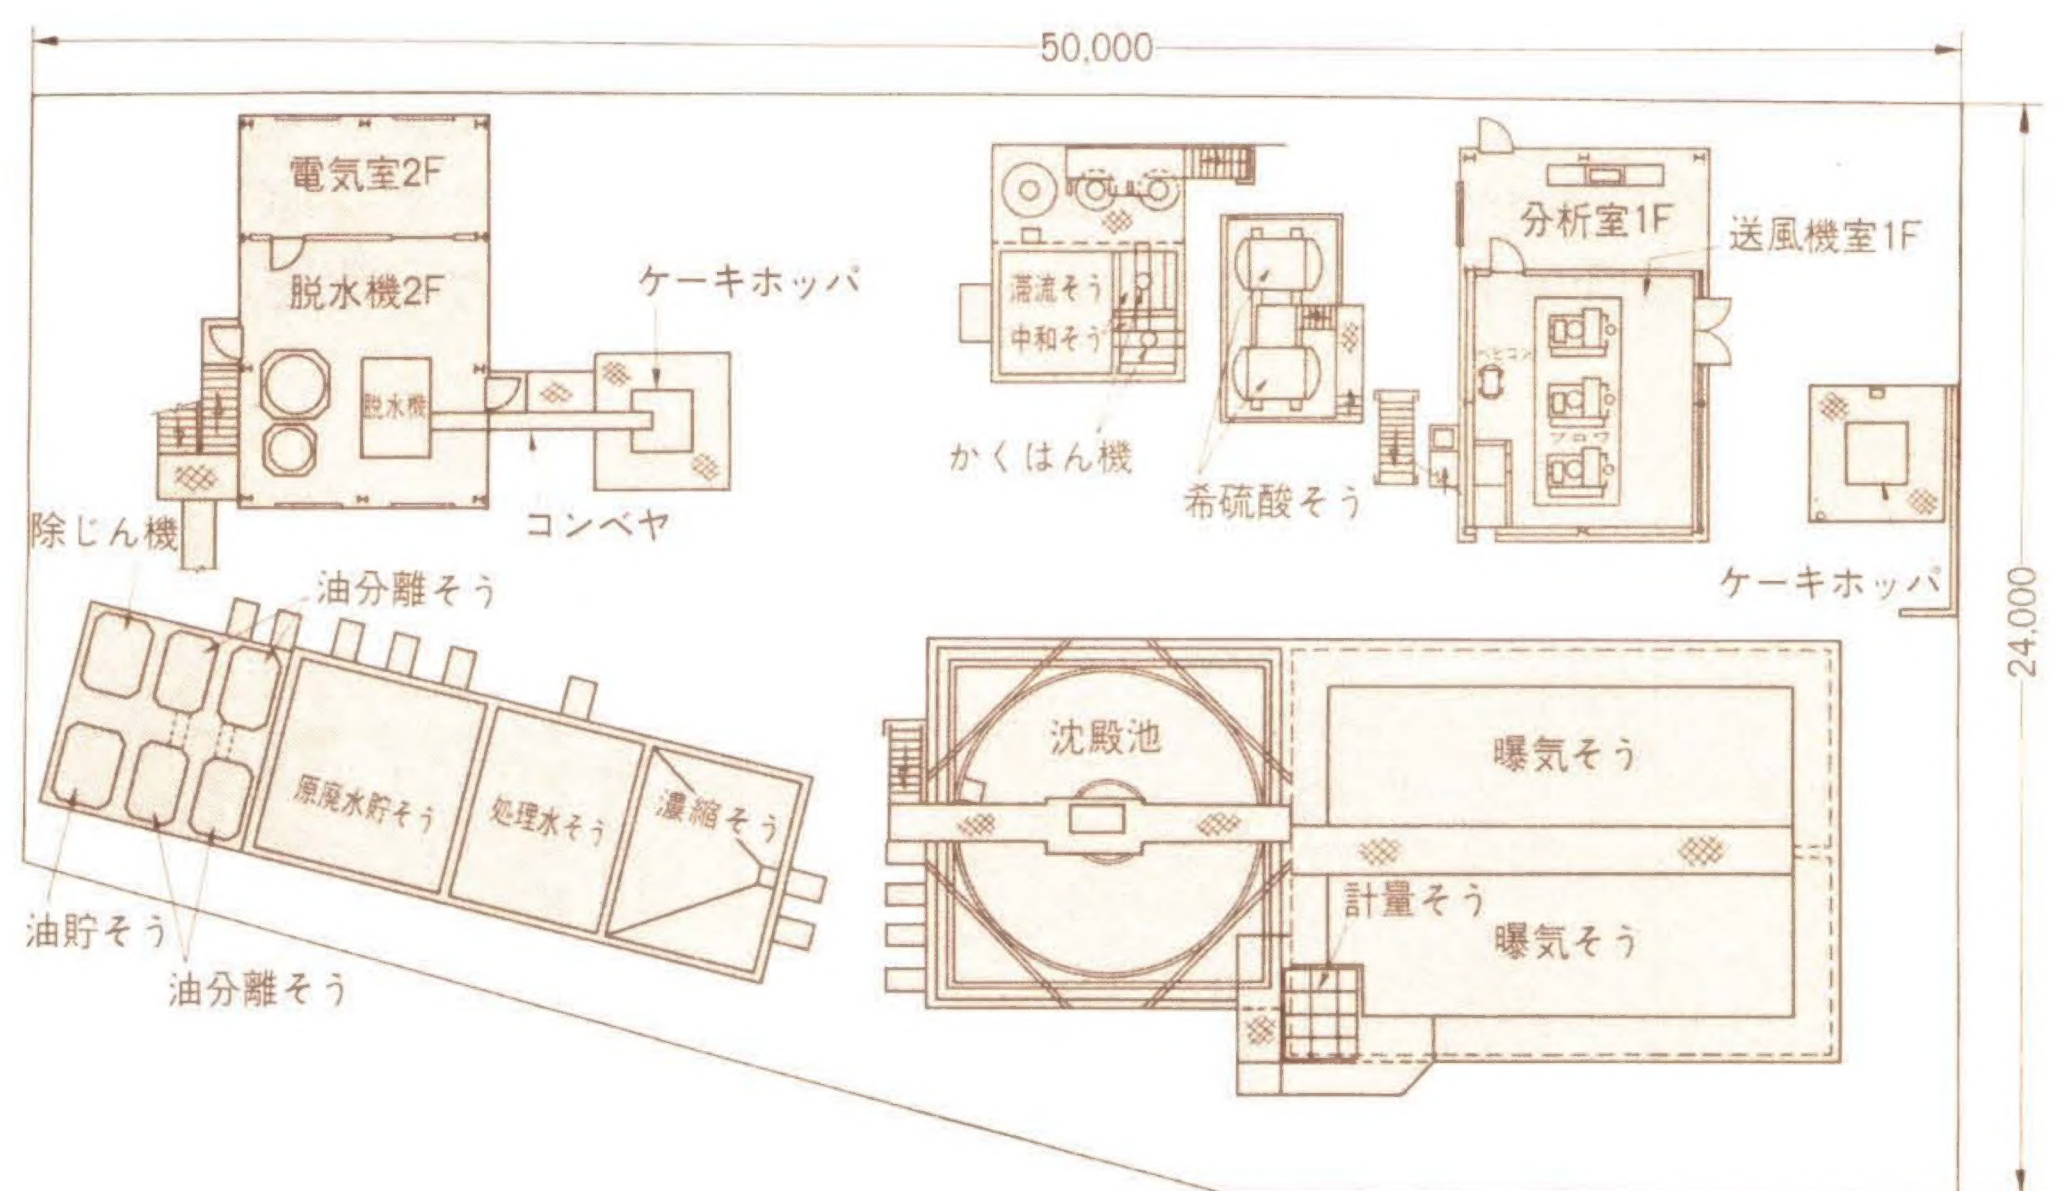 50,000
電気室2F
脱水機2F
ケーキホッパ
脱水機
コンベヤ
滞流そう
中和そう
かくはん機
希硫酸そう
分析室1F
送風機室1F
ベビコン
ブロワ
ケーキホッパ
24,000
除じん機
油分離そう
原廃水貯そう
処理水そう
濃縮そう
油貯そう
油分離そう
沈殿池
曝気そう
計量そう
曝気そう